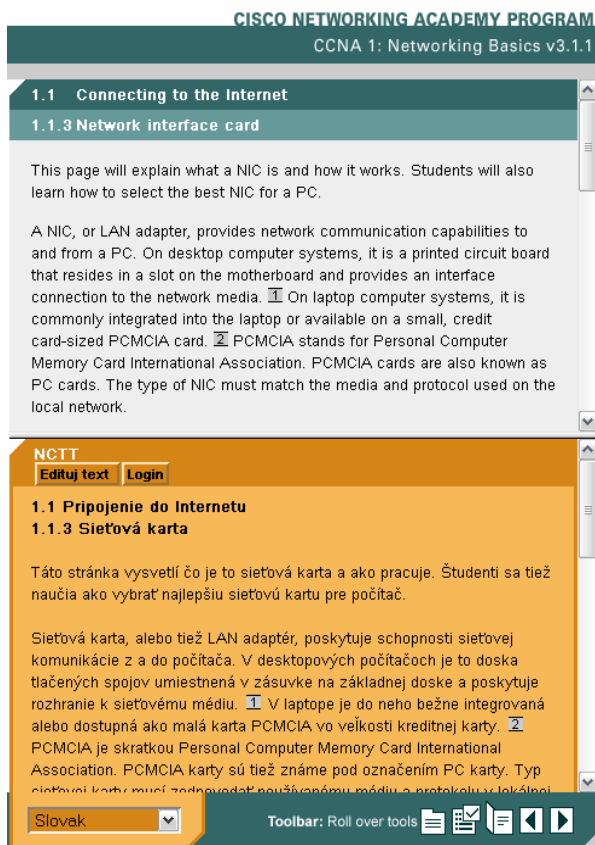 CISCO NETWORKING ACADEMY PROGRAM
CCNA 1: Networking Basics v3.1.1
1.1 Connecting to the Internet
1.1.3 Network interface card
This page will explain what a NIC is and how it works. Students will also
learn how to select the best NIC for a PC.
A NIC, or LAN adapter, provides network communication capabilities to
and from a PC. On desktop computer systems, it is a printed circuit board
that resides in a slot on the motherboard and provides an interface
connection to the network media. 1 On laptop computer systems, it is
commonly integrated into the laptop or available on a small, credit
card-sized PCMCIA card. 2 PCMCIA stands for Personal Computer
Memory Card International Association. PCMCIA cards are also known as
PC cards. The type of NIC must match the media and protocol used on the
local network.
NCTT
Edituj text Login
1.1 Pripojenie do Internetu
1.1.3 Sieťová karta
Táto stránka vysvetlí čo je to sieťová karta a ako pracuje. Študenti sa tiež
naučia ako vybrať najlepšiu sieťovú kartu pre počítač.
Sieťová karta, alebo tiež LAN adaptér, poskytuje schopnosti sieťovej
komunikácie z a do počítača. V desktopových počítačoch je to doska
tlačených spojov umiestnená v zásuvke na základnej doske a poskytuje
rozhranie k sieťovému médiu. 1 V laptope je do neho bežne integrovaná
alebo dostupná ako malá karta PCMCIA vo veľkosti kreditnej karty. 2
PCMCIA je skratkou Personal Computer Memory Card International
Association. PCMCIA karty sú tiež známe pod označením PC karty. Typ
sieťovej karty musí zodpovedať používanému médiu a protokolu v lokálnej
Slovak
Toolbar: Roll over tools